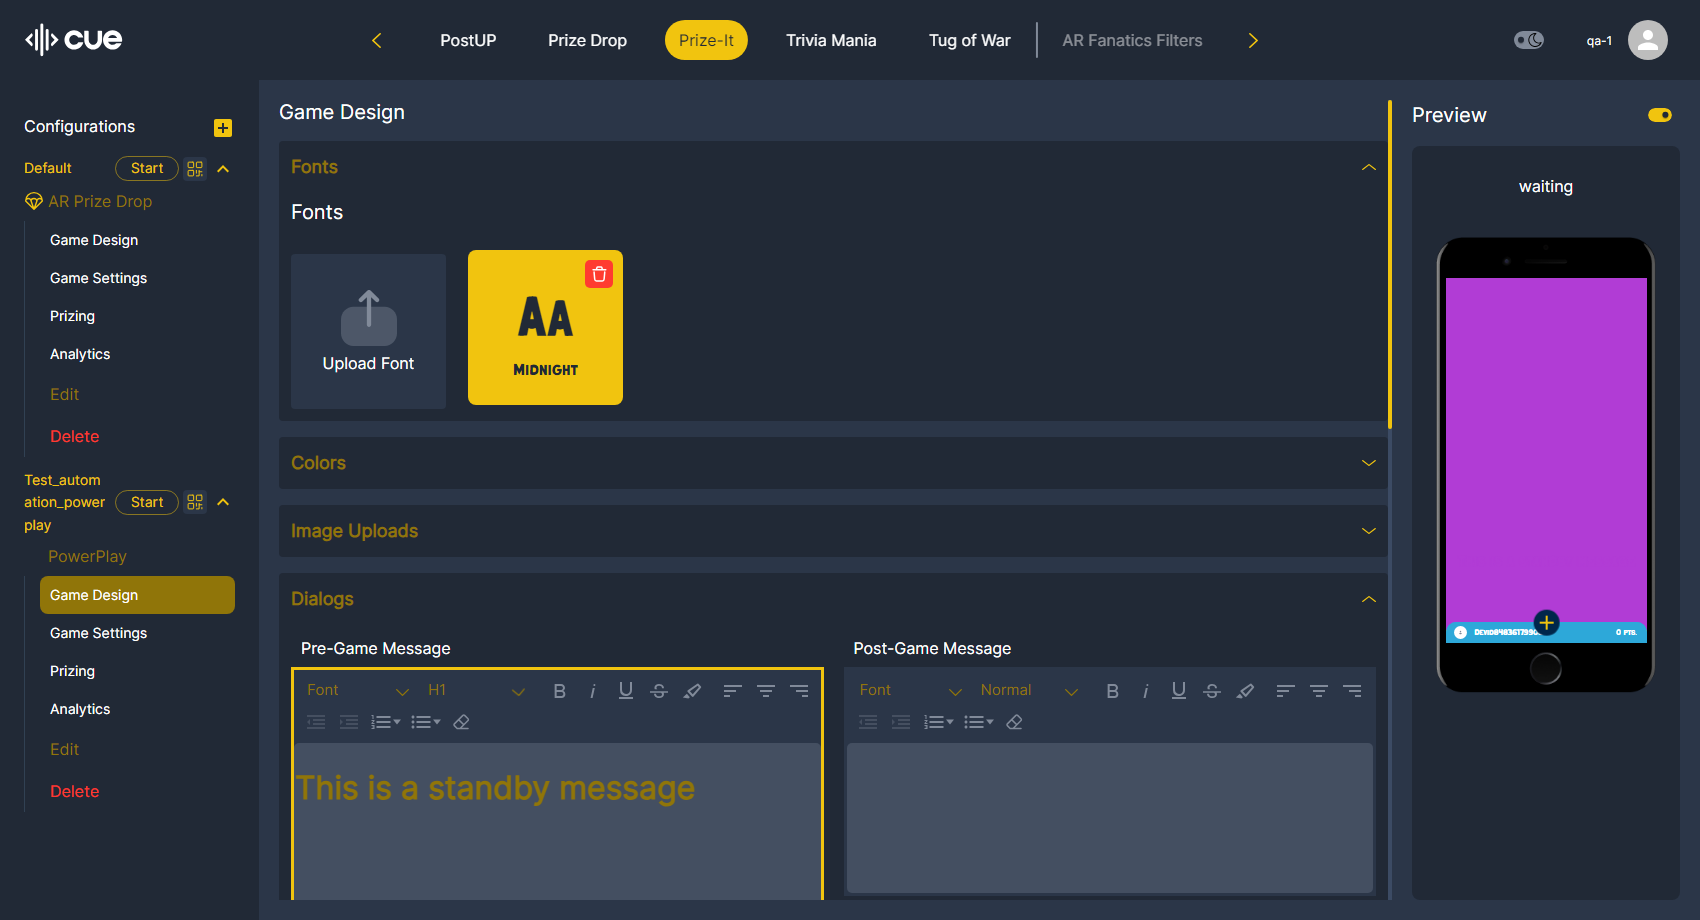 cue
PostUP
Prize Drop
Prize-It
Trivia Mania
Tug of War
AR Fanatics Filters
qa-1
Configurations
Default
Start
AR Prize Drop
Game Design
Game Settings
Prizing
Analytics
Edit
Delete
Test_autom
ation_power
play
Start
PowerPlay
Game Design
Game Settings
Prizing
Analytics
Edit
Delete
Game Design
Fonts
Fonts
Upload Font
AA
MIDNIGHT
Colors
Image Uploads
Dialogs
Pre-Game Message
Font
H1
B i U S
This is a standby message
Post-Game Message
Font
Normal
B i U S
Preview
waiting
0 PTS.